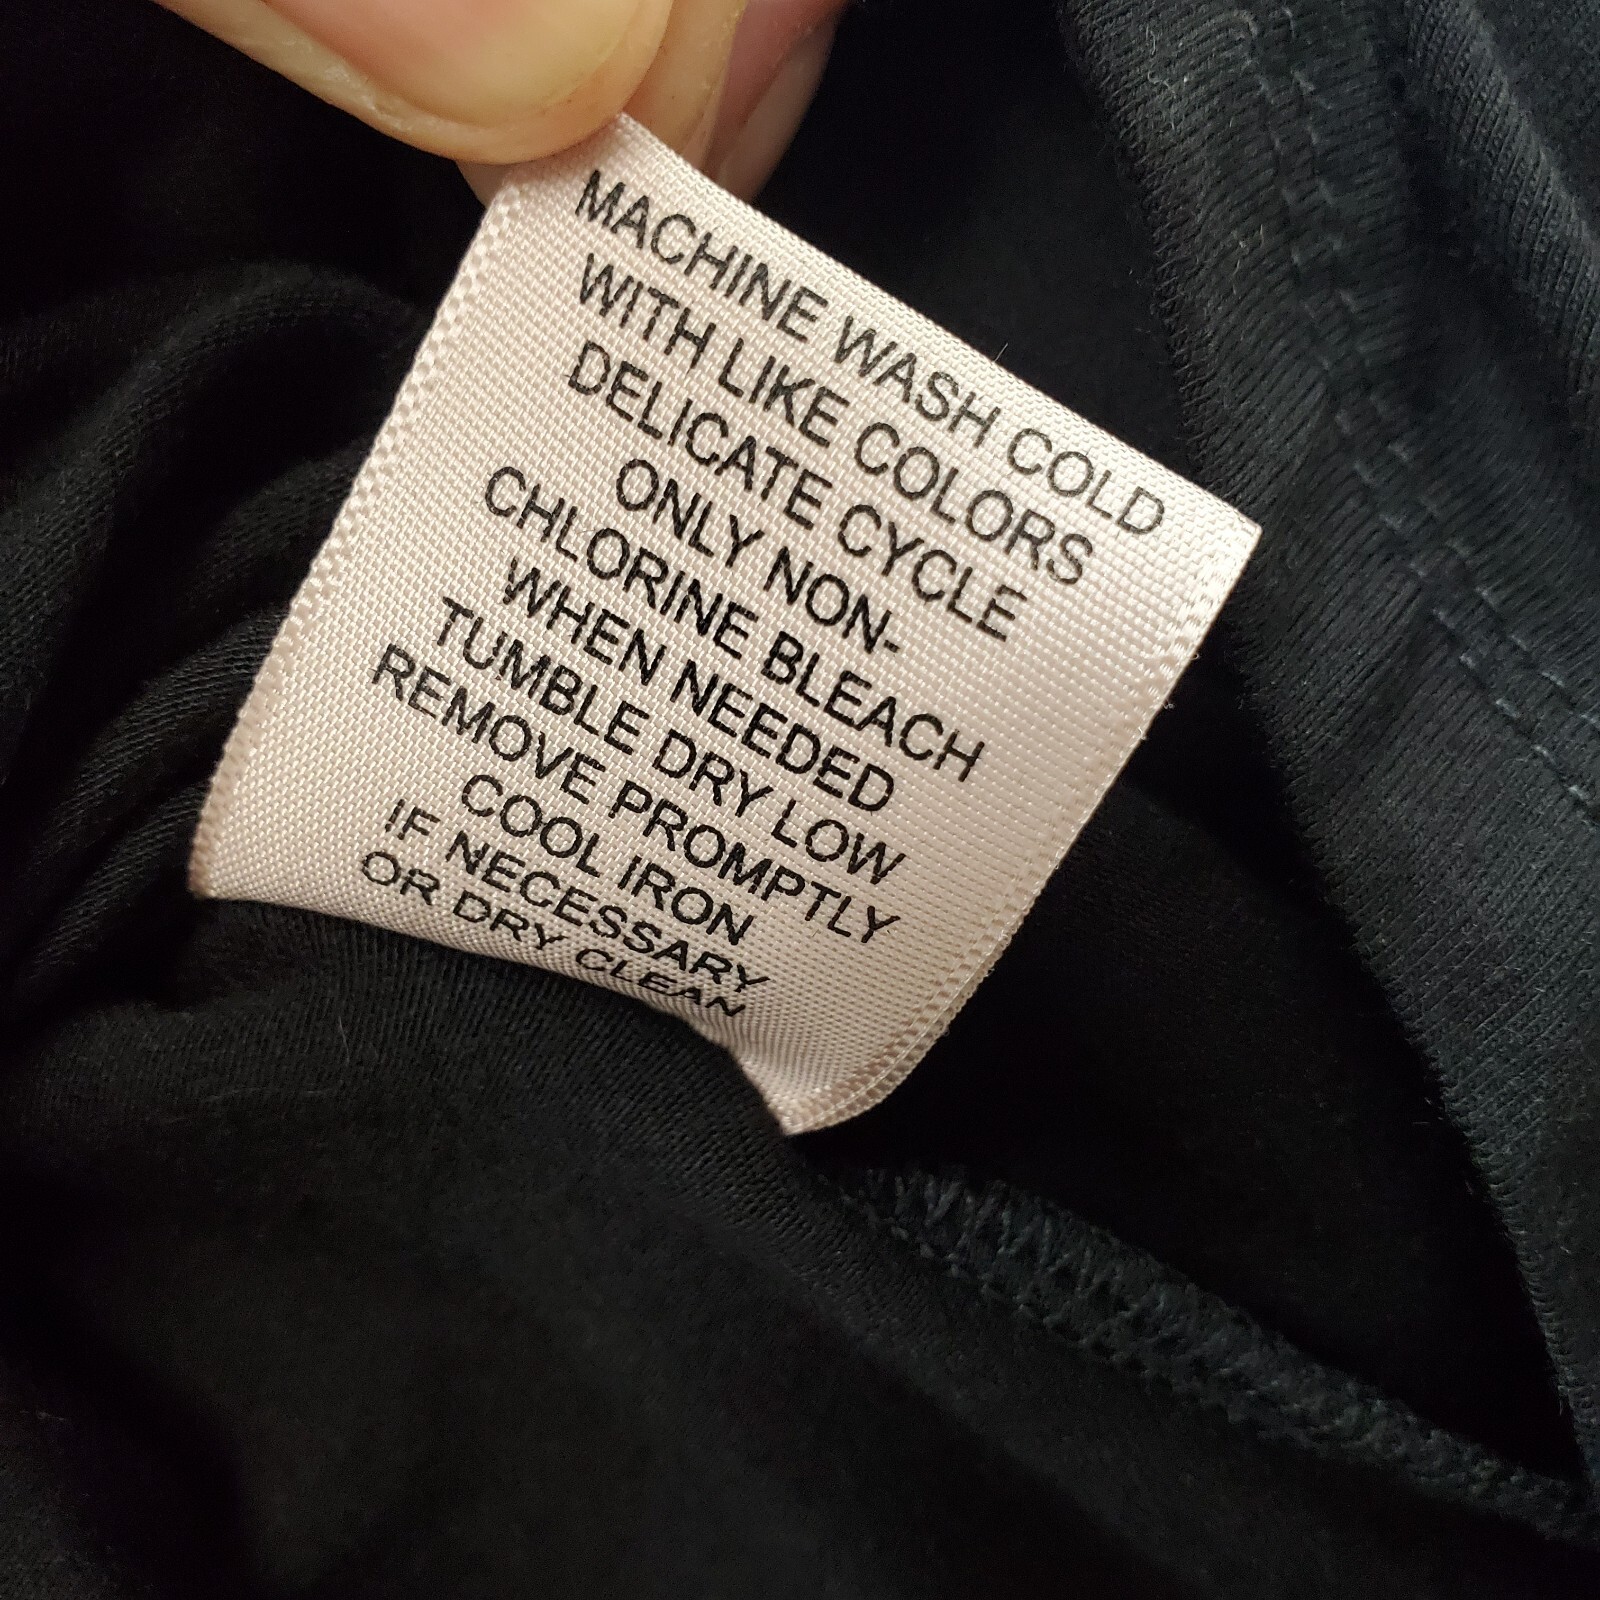 MACHINE WASH COLD
WITH LIKE COLORS
DELICATE CYCLE
ONLY NON-
CHLORINE BLEACH
WHEN NEEDED
TUMBLE DRY LOW
REMOVE PROMPTLY
COOL IRON
IF NECESSARY
OR DRY CLEAN